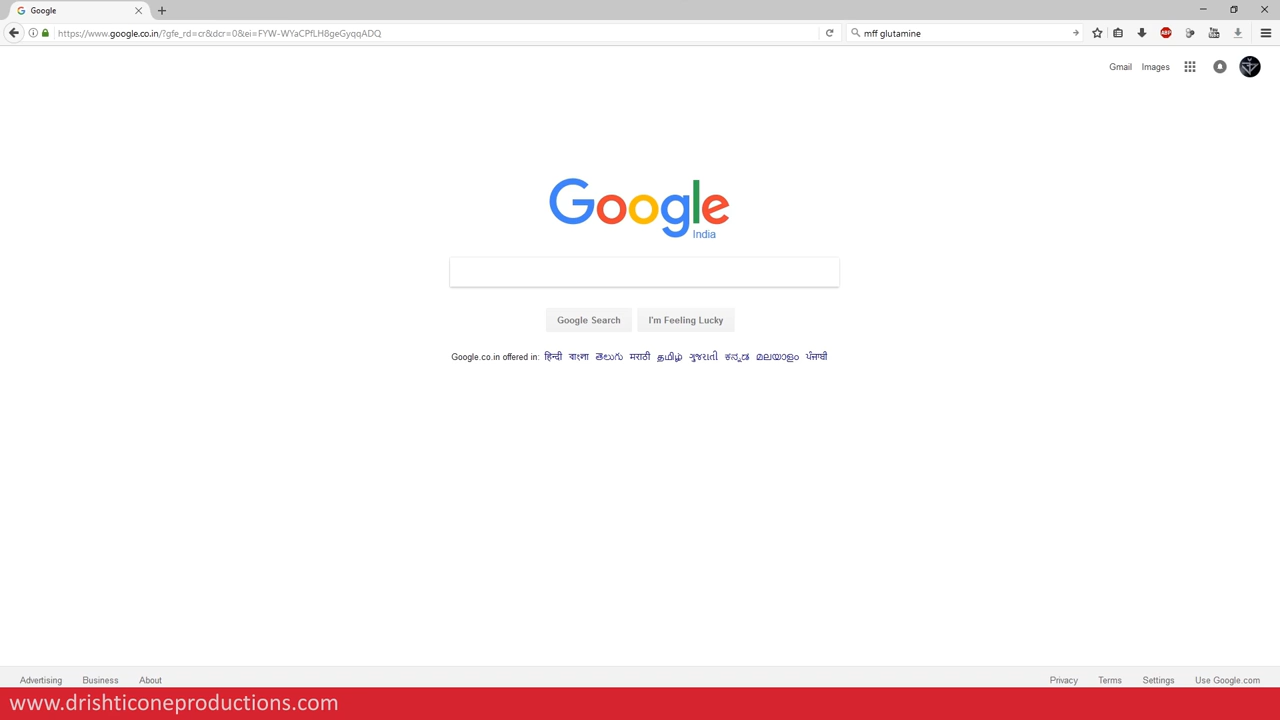 Google
https://www.google.co.in/?gfe_rd=cr&dcr=0&ei=FYW-WYaCPfLH8geGyqqADQ
mff glutamine
ABP
Gmail Images
Google
India
Google Search I'm Feeling Lucky
Google.co.in offered in: हिन्दी বাংলা తెలుగు मराठी தமிழ் ગુજરાતી ಕನ್ನಡ മലയാളം ਪੰਜਾਬੀ
Advertising Business About Privacy Terms Settings Use Google.com
www.drishticoneproductions.com